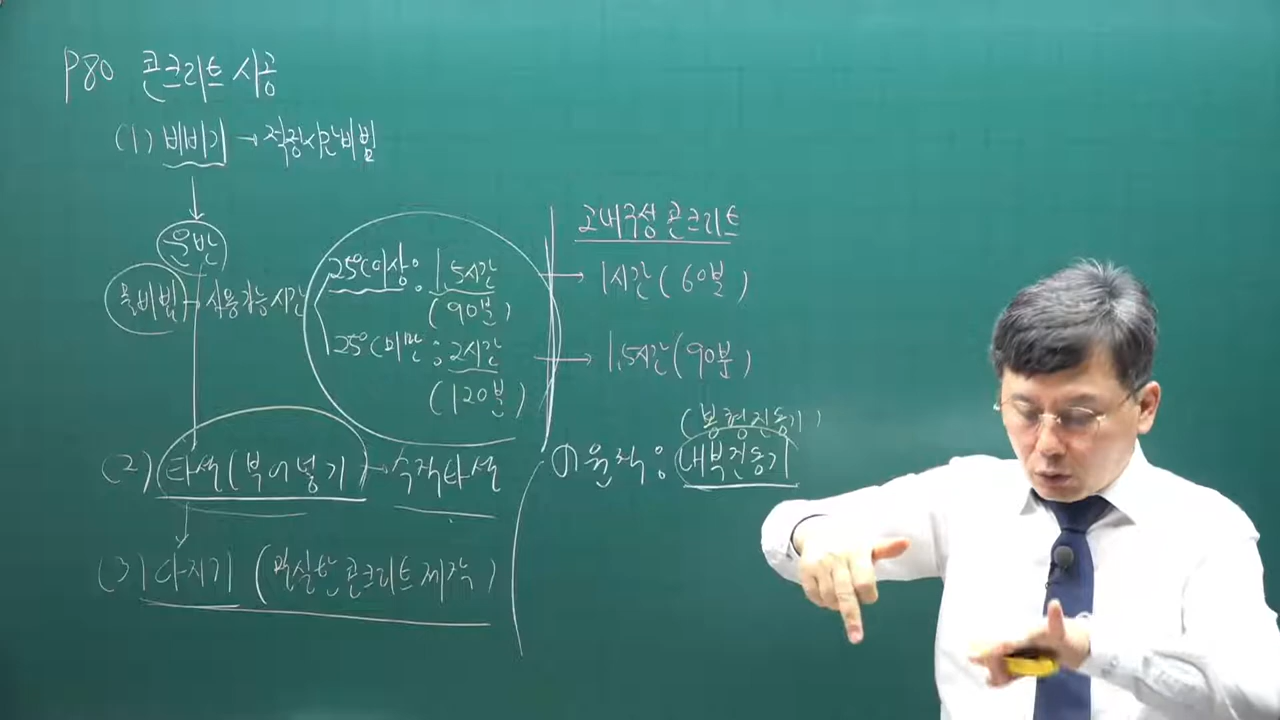 P80 콘크리트 시공
(1) 비비기 → 적정시간비빔
운반
물비빔 → 사용가능시간
25℃이상: 1.5시간
(90분)
25℃미만: 2시간
(120분)
고내구성 콘크리트
→ 1시간(60분)
→ 1.5시간(90분)
(2) 타설(부어넣기) → 수직타설
(3) 다지기 (밀실한 콘크리트 제작)
(봉형진동기)
① 원칙: 내부진동기